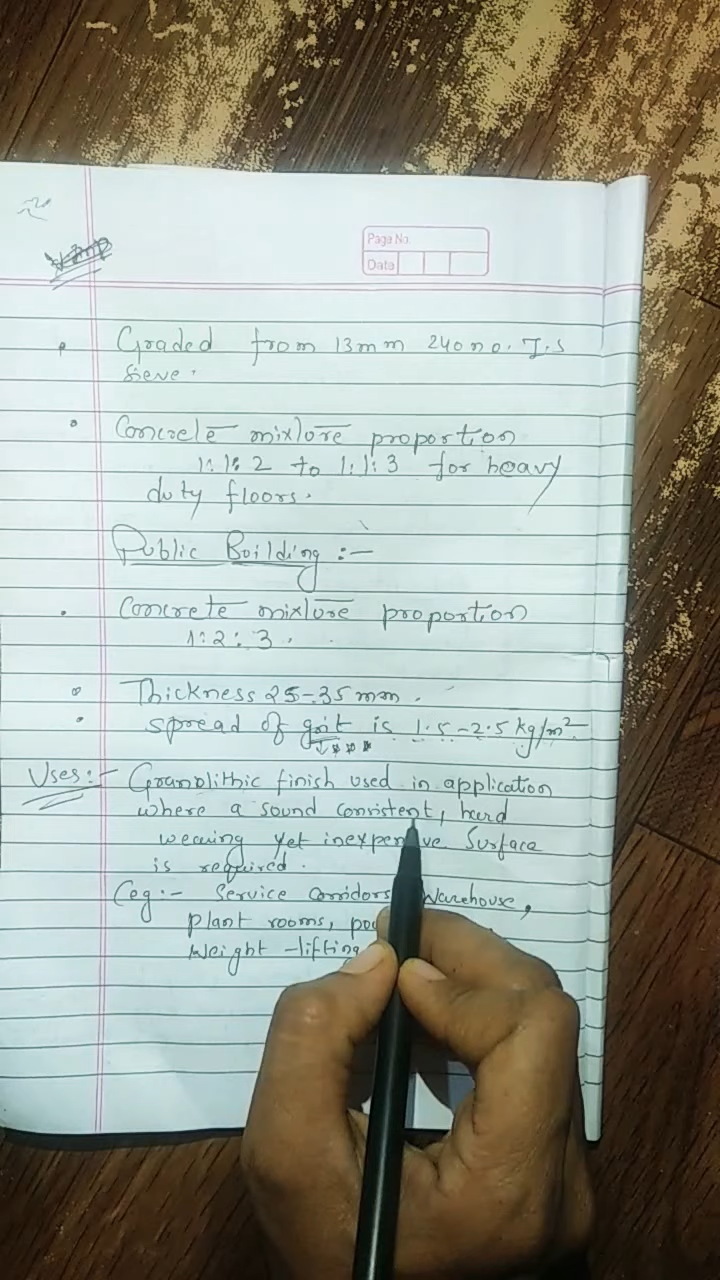 Page No.
Date
• Graded from 13mm 240 no. I.S
sieve.
• Concrete mixture proportion
1:1:2 to 1:1:3 for heavy
duty floors.
Public Building :-
• Concrete mixture proportion
1:2:3.
• Thickness 25-35mm.
• spread of grit is 1.5-2.5 kg/m²
Uses:- Granolithic finish used in application
where a sound consistent, hard
wearing yet inexpensive Surface
is required.
(eg:- Service corridors, Warehouse,
plant rooms,
weight-lifting